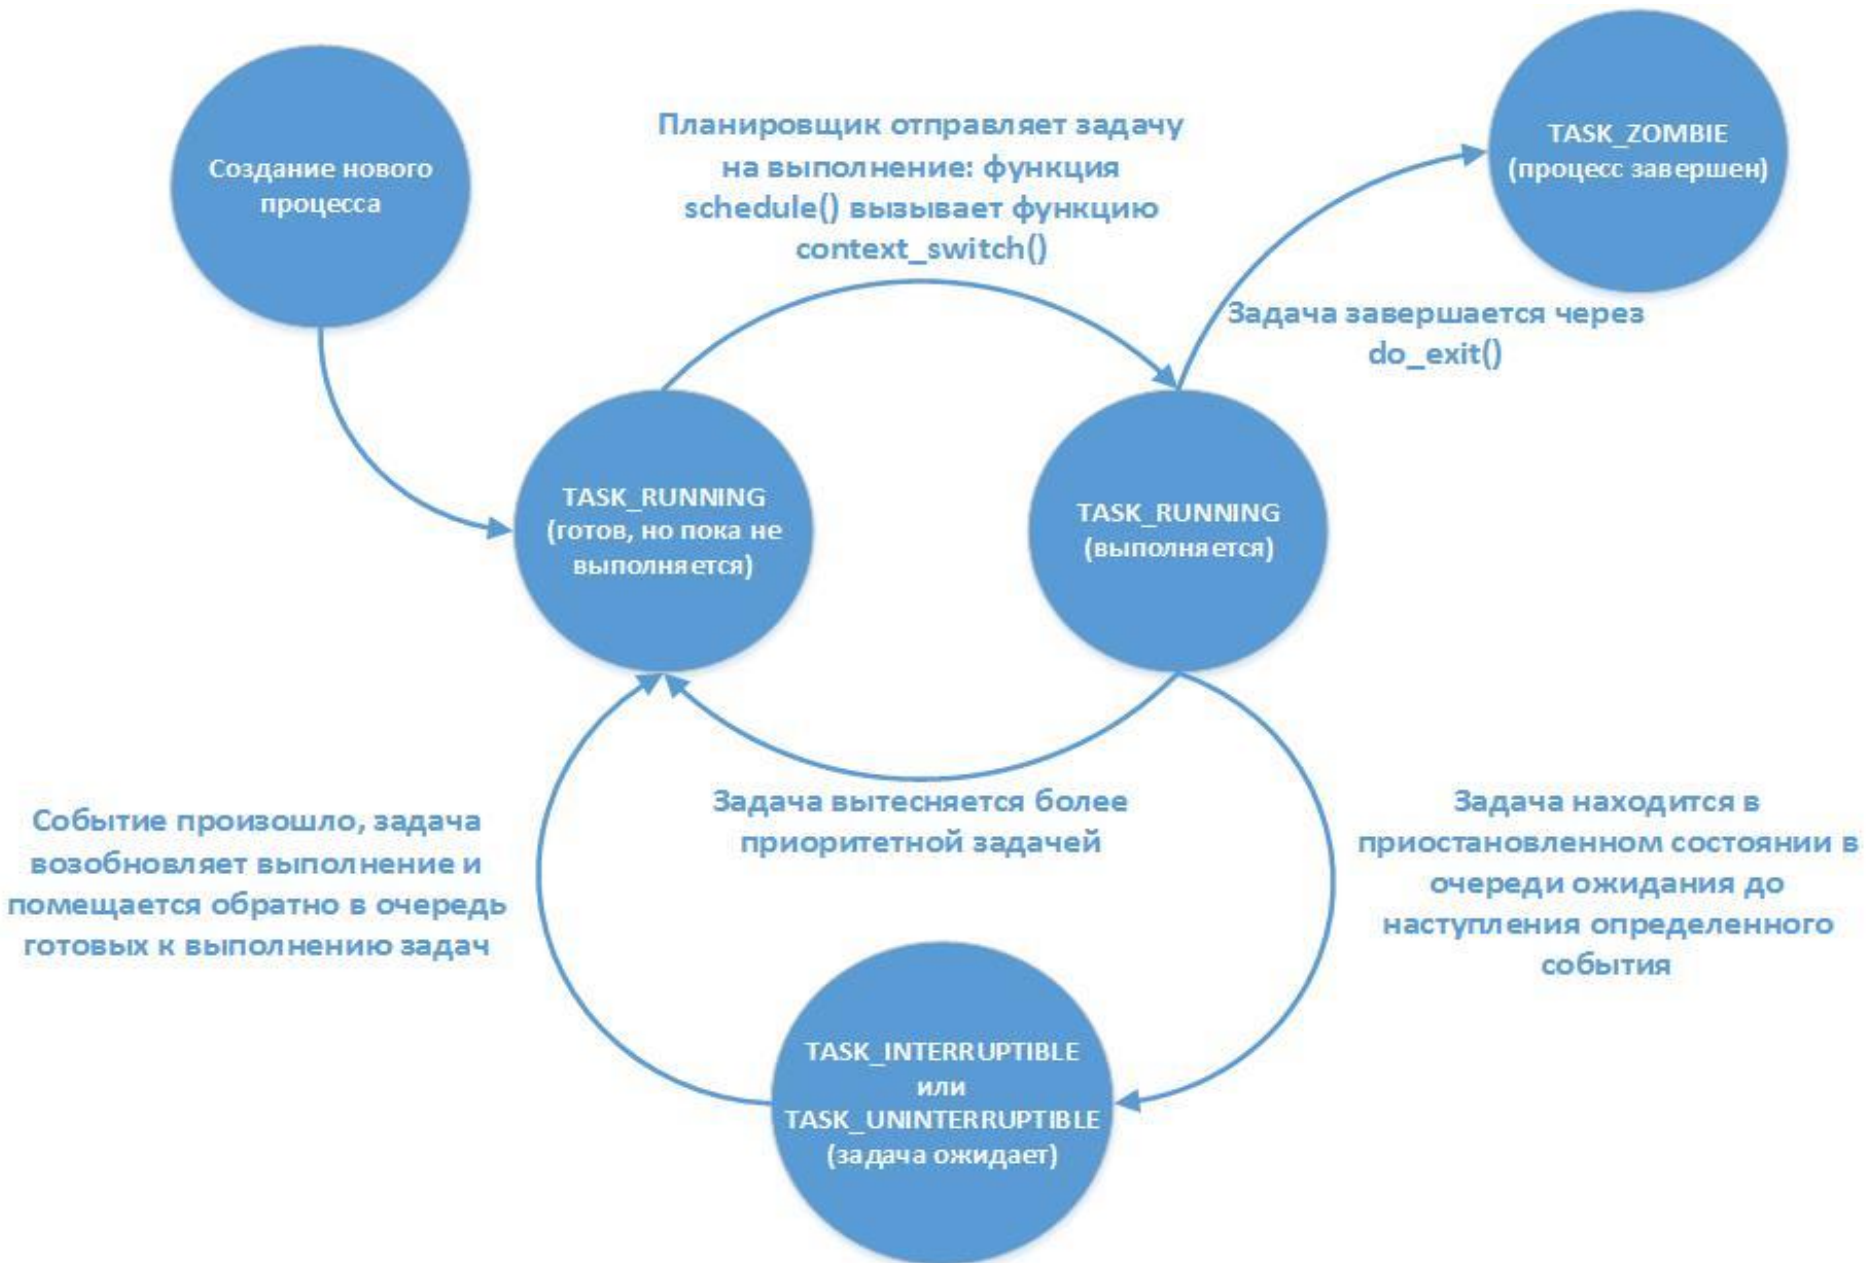 Создание нового
процесса
Планировщик отправляет задачу
на выполнение: функция
schedule() вызывает функцию
context_switch()
TASK_ZOMBIE
(процесс завершен)
Задача завершается через
do_exit()
TASK_RUNNING
(готов, но пока не
выполняется)
TASK_RUNNING
(выполняется)
Событие произошло, задача
возобновляет выполнение и
помещается обратно в очередь
готовых к выполнению задач
Задача вытесняется более
приоритетной задачей
Задача находится в
приостановленном состоянии в
очереди ожидания до
наступления определенного
события
TASK_INTERRUPTIBLE
или
TASK_UNINTERRUPTIBLE
(задача ожидает)